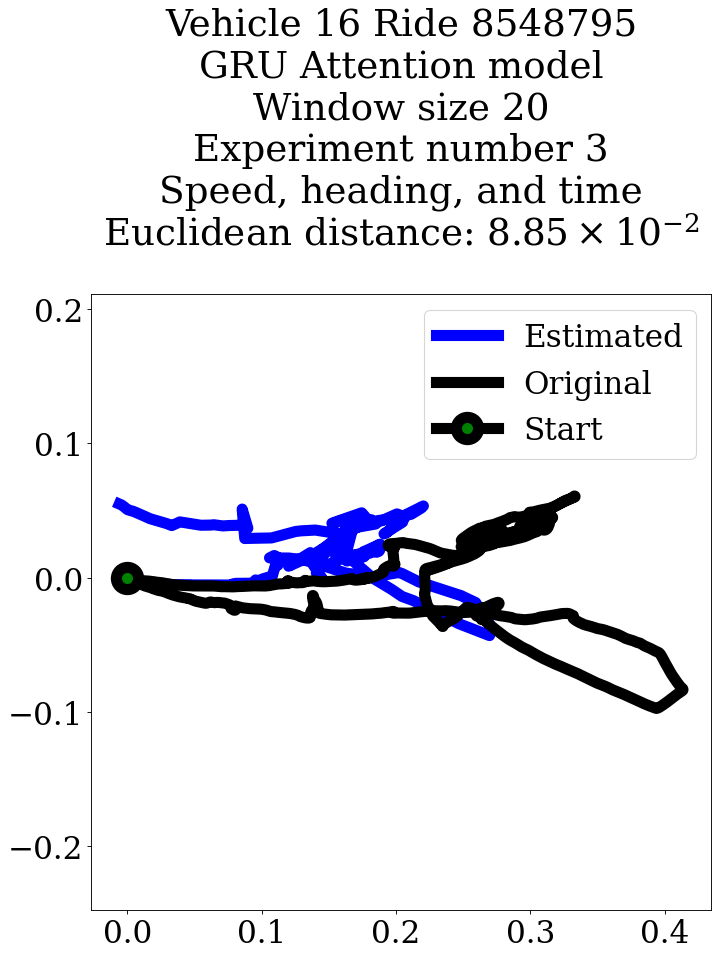 Vehicle 16 Ride 8548795
GRU Attention model
Window size 20
Experiment number 3
Speed, heading, and time
Euclidean distance: 8.85 × 10⁻²
0.2
Estimated
Original
Start
0.1
0.0
−0.1
−0.2
0.0 0.1 0.2 0.3 0.4